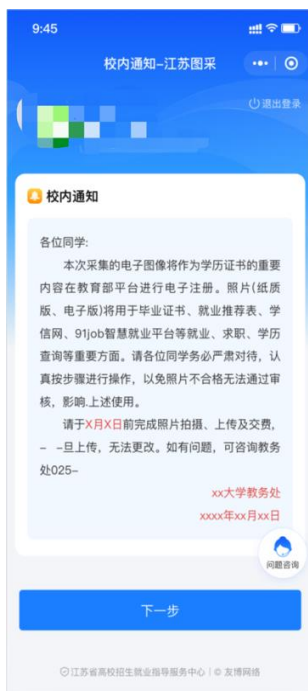 9:45
校内通知-江苏图采
退出登录
校内通知
各位同学:
本次采集的电子图像将作为学历证书的重要
内容在教育部平台进行电子注册。照片(纸质
版、电子版)将用于毕业证书、就业推荐表、学
信网、91job智慧就业平台等就业、求职、学历
查询等重要方面。请各位同学务必严肃对待，认
真按步骤进行操作，以免照片不合格无法通过审
核，影响.上述使用。
请于X月X日前完成照片拍摄、上传及交费，
- -旦上传，无法更改。如有问题，可咨询教务
处025-
xx大学教务处
xxxx年xx月xx日
问题咨询
下一步
江苏省高校招生就业指导服务中心 | © 友博网络